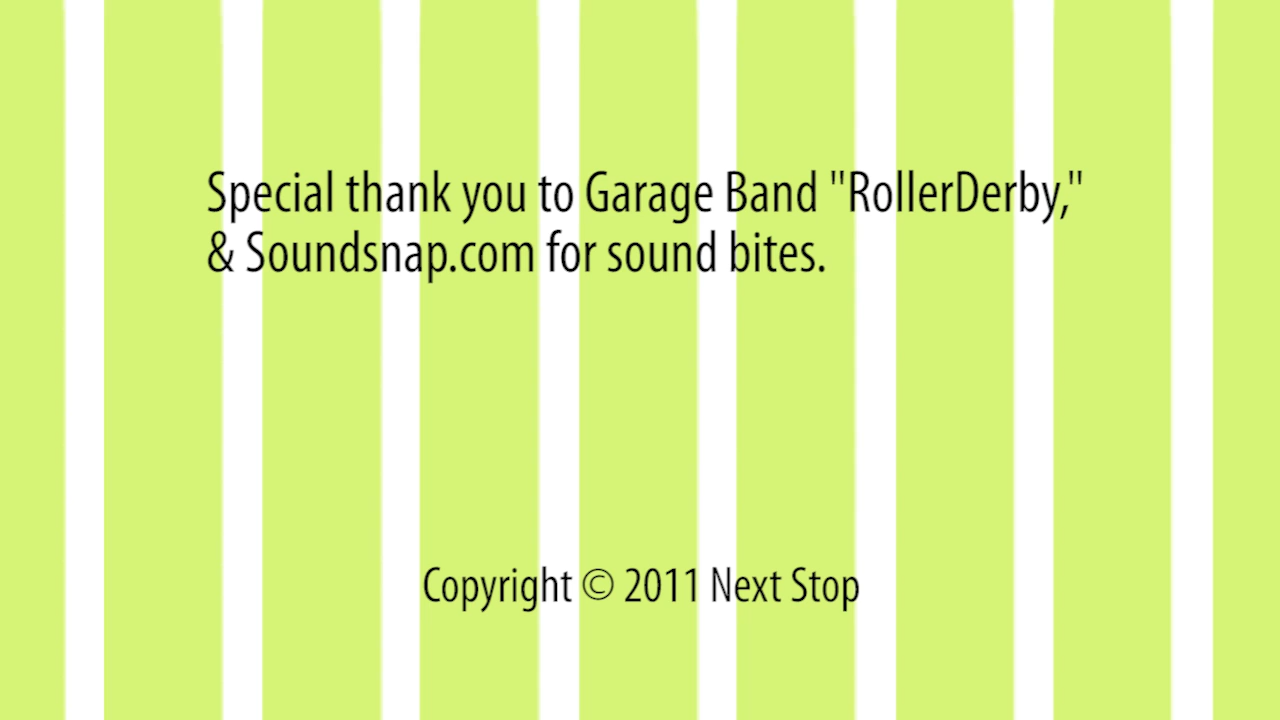 Special thank you to Garage Band "RollerDerby,"
& Soundsnap.com for sound bites.
Copyright © 2011 Next Stop